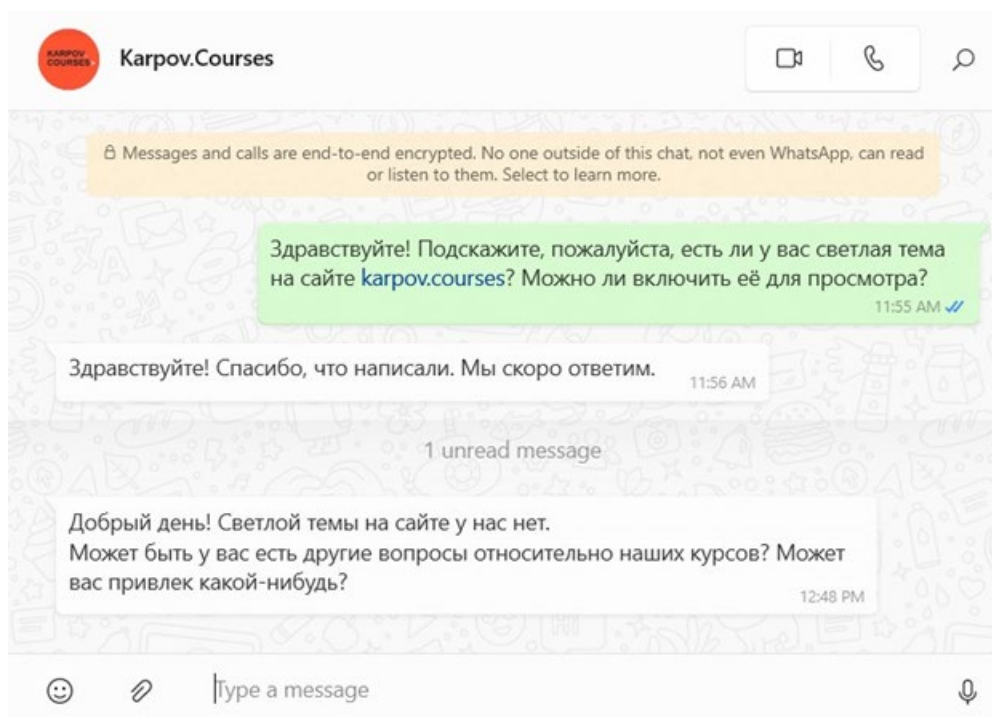 KARPOV
COURSES
Karpov.Courses
Messages and calls are end-to-end encrypted. No one outside of this chat, not even WhatsApp, can read
or listen to them. Select to learn more.
Здравствуйте! Подскажите, пожалуйста, есть ли у вас светлая тема
на сайте karpov.courses? Можно ли включить её для просмотра?
11:55 AM
Здравствуйте! Спасибо, что написали. Мы скоро ответим.
11:56 AM
1 unread message
Добрый день! Светлой темы на сайте у нас нет.
Может быть у вас есть другие вопросы относительно наших курсов? Может
вас привлек какой-нибудь?
12:48 PM
Type a message